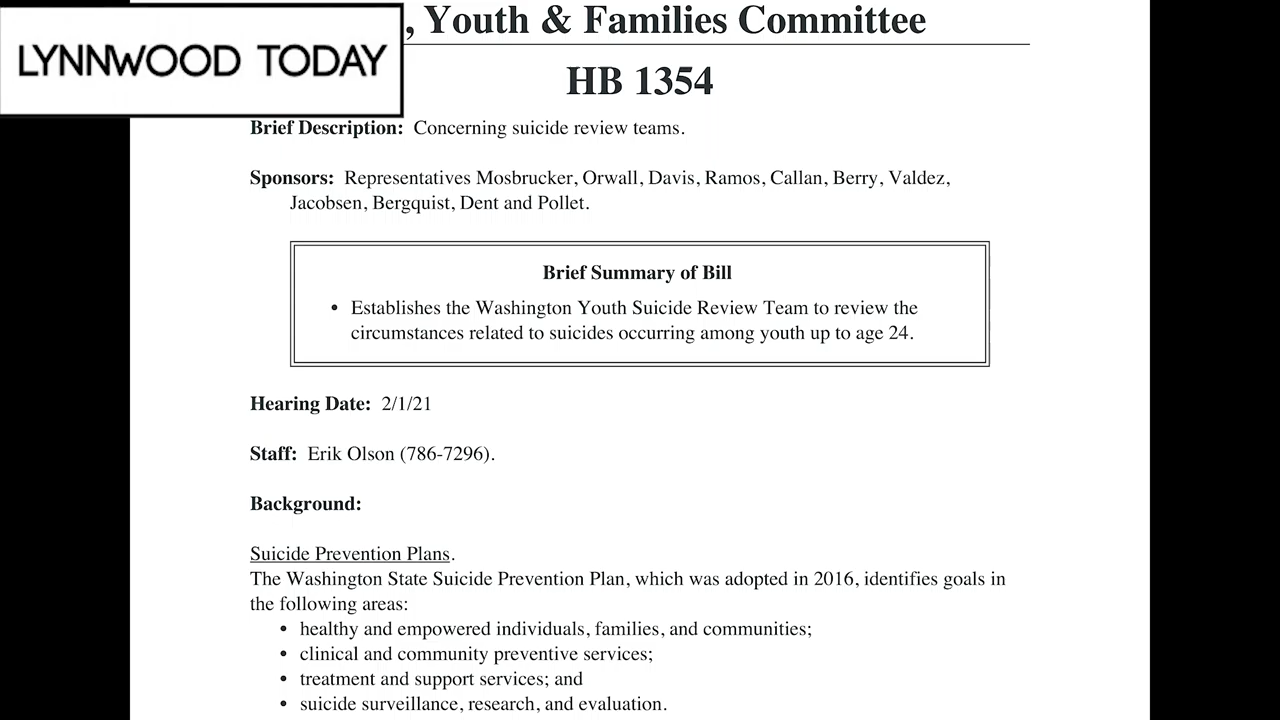 LYNNWOOD TODAY
, Youth & Families Committee
HB 1354
Brief Description: Concerning suicide review teams.
Sponsors: Representatives Mosbrucker, Orwall, Davis, Ramos, Callan, Berry, Valdez,
Jacobsen, Bergquist, Dent and Pollet.
Brief Summary of Bill
• Establishes the Washington Youth Suicide Review Team to review the
circumstances related to suicides occurring among youth up to age 24.
Hearing Date: 2/1/21
Staff: Erik Olson (786-7296).
Background:
Suicide Prevention Plans.
The Washington State Suicide Prevention Plan, which was adopted in 2016, identifies goals in
the following areas:
• healthy and empowered individuals, families, and communities;
• clinical and community preventive services;
• treatment and support services; and
• suicide surveillance, research, and evaluation.